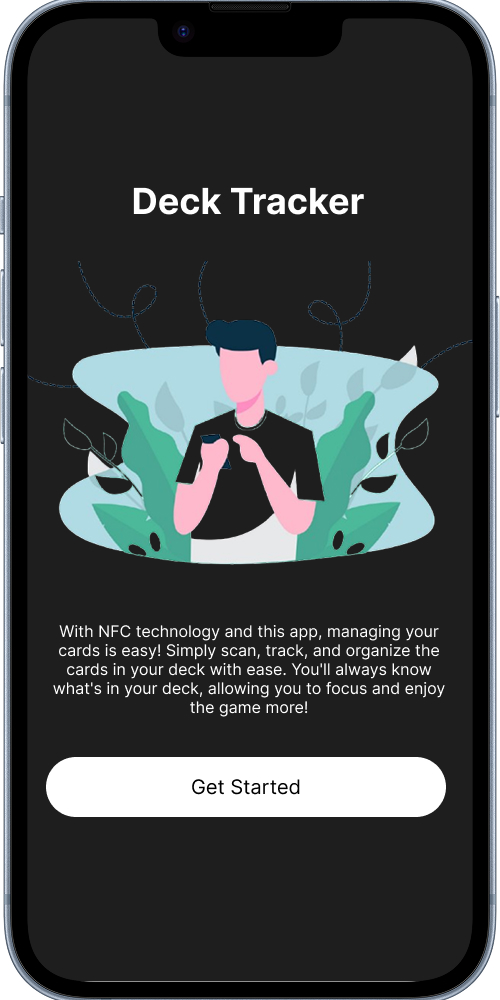 Deck Tracker
With NFC technology and this app, managing your
cards is easy! Simply scan, track, and organize the
cards in your deck with ease. You'll always know
what's in your deck, allowing you to focus and enjoy
the game more!
Get Started